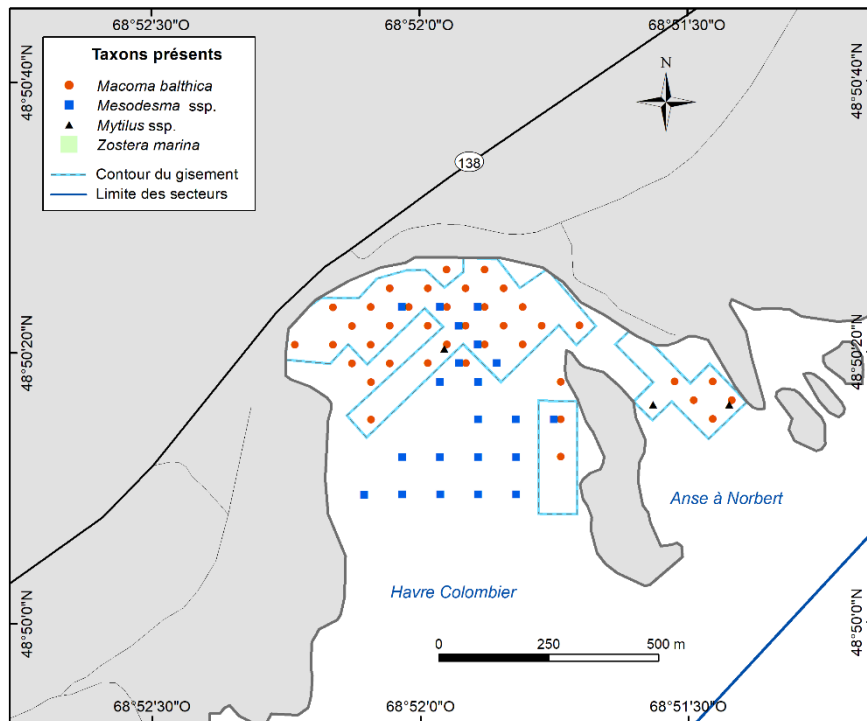 68°52'30"W 68°52'0"W 68°51'30"W
Taxons présents
Macoma balthica
Mesodesma ssp.
Mytilus ssp.
Zostera marina
Contour du gisement
Limite des secteurs
48°50'40"N
48°50'40"N
N
138
48°50'20"N
48°50'20"N
Anse à Norbert
Havre Colombier
48°50'0"N
48°50'0"N
0 250 500 m
68°52'30"W 68°52'0"W 68°51'30"W